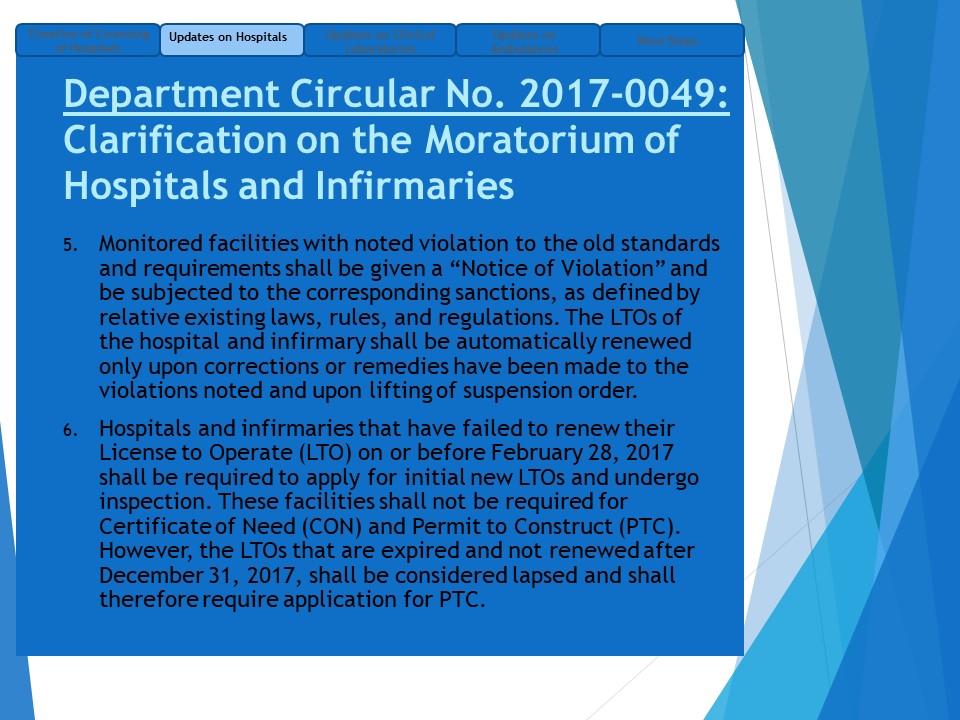 Timeline of Licensing
of Hospitals
Updates on Hospitals
Updates on Clinical
Laboratories
Updates on
Ambulances
Department Circular No. 2017-0049:
Clarification on the Moratorium of
Hospitals and Infirmaries
5. Monitored facilities with noted violation to the old standards
and requirements shall be given a “Notice of Violation” and
be subjected to the corresponding sanctions, as defined by
relative existing laws, rules, and regulations. The LTOs of
the hospital and infirmary shall be automatically renewed
only upon corrections or remedies have been made to the
violations noted and upon lifting of suspension order.
6. Hospitals and infirmaries that have failed to renew their
License to Operate (LTO) on or before February 28, 2017
shall be required to apply for initial new LTOs and undergo
inspection. These facilities shall not be required for
Certificate of Need (CON) and Permit to Construct (PTC).
However, the LTOs that are expired and not renewed after
December 31, 2017, shall be considered lapsed and shall
therefore require application for PTC.